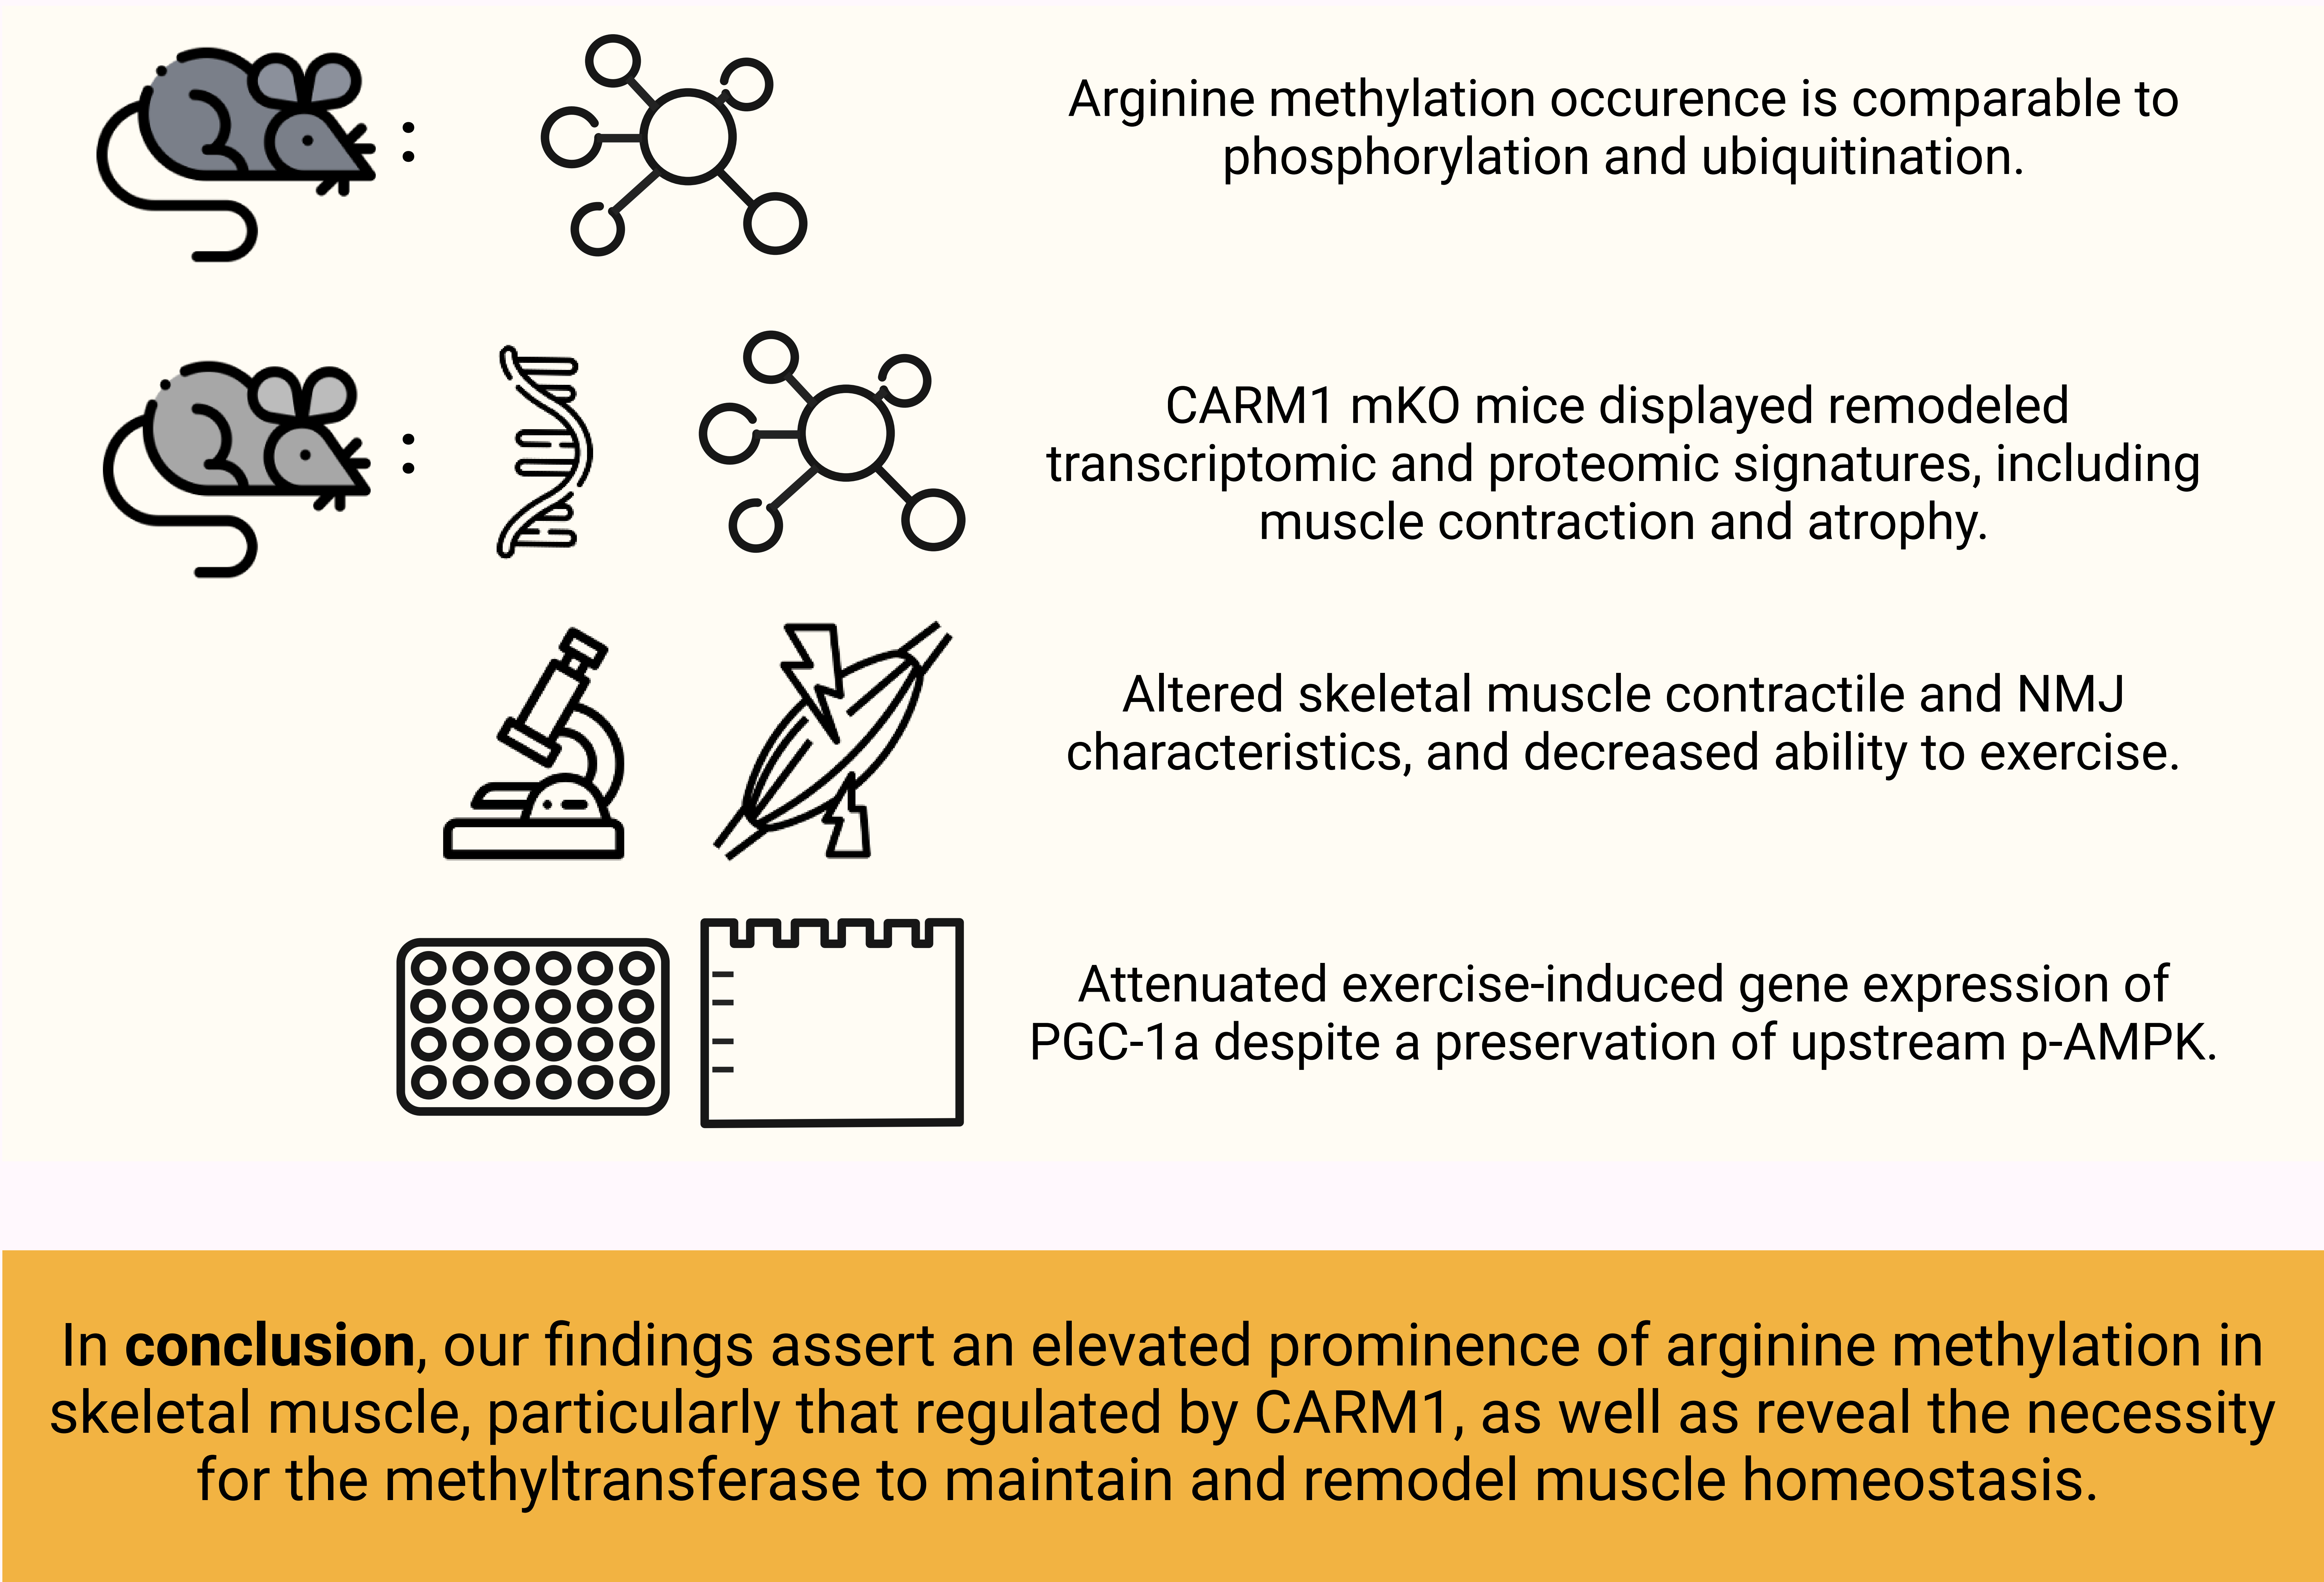 :
Arginine methylation occurence is comparable to
phosphorylation and ubiquitination.
:
CARM1 mKO mice displayed remodeled
transcriptomic and proteomic signatures, including
muscle contraction and atrophy.
Altered skeletal muscle contractile and NMJ
characteristics, and decreased ability to exercise.
Attenuated exercise-induced gene expression of
PGC-1a despite a preservation of upstream p-AMPK.
In conclusion, our findings assert an elevated prominence of arginine methylation in
skeletal muscle, particularly that regulated by CARM1, as well as reveal the necessity
for the methyltransferase to maintain and remodel muscle homeostasis.